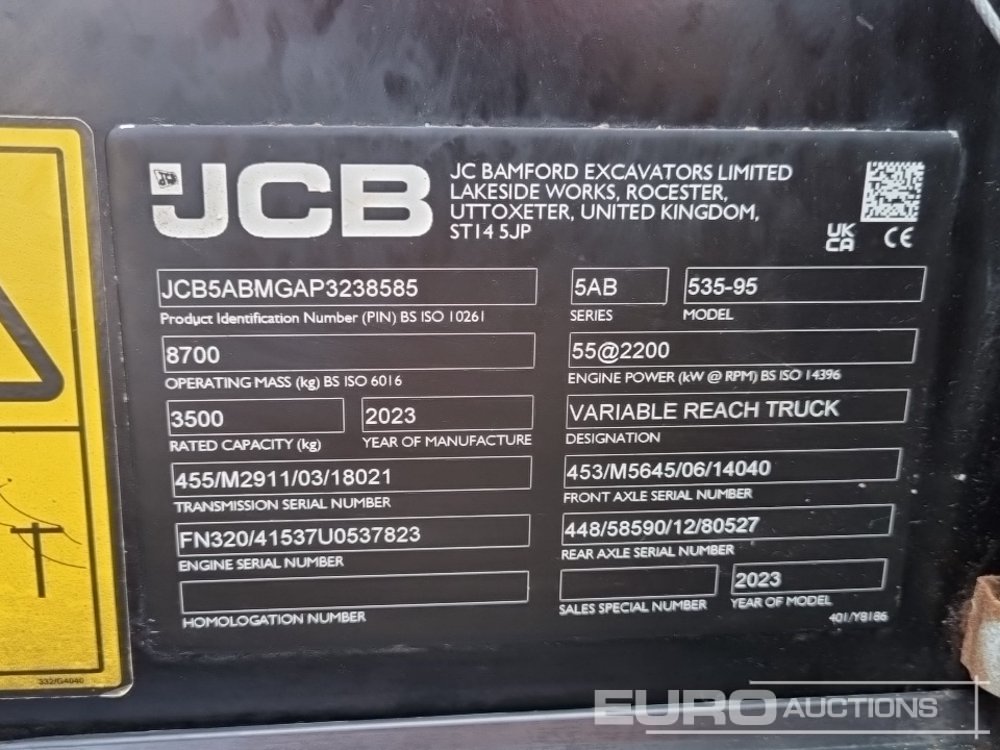 JCB
JC BAMFORD EXCAVATORS LIMITED
LAKESIDE WORKS, ROCESTER,
UTTOXETER, UNITED KINGDOM,
ST14 5JP
UK
CA
CE
JCB5ABMGAP3238585
Product Identification Number (PIN) BS ISO 10261
5AB
SERIES
535-95
MODEL
8700
OPERATING MASS (kg) BS ISO 6016
55@2200
ENGINE POWER (kW @ RPM) BS ISO 14396
3500
RATED CAPACITY (kg)
2023
YEAR OF MANUFACTURE
VARIABLE REACH TRUCK
DESIGNATION
455/M2911/03/18021
TRANSMISSION SERIAL NUMBER
453/M5645/06/14040
FRONT AXLE SERIAL NUMBER
FN320/41537U0537823
ENGINE SERIAL NUMBER
448/58590/12/80527
REAR AXLE SERIAL NUMBER
HOMOLOGATION NUMBER
SALES SPECIAL NUMBER
2023
YEAR OF MODEL
401/Y8186
332/G4040
EURO AUCTIONS